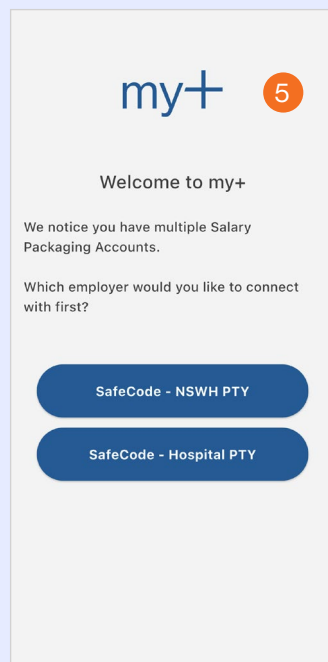 my+
5
Welcome to my+
We notice you have multiple Salary
Packaging Accounts.
Which employer would you like to connect
with first?
SafeCode - NSWH PTY
SafeCode - Hospital PTY